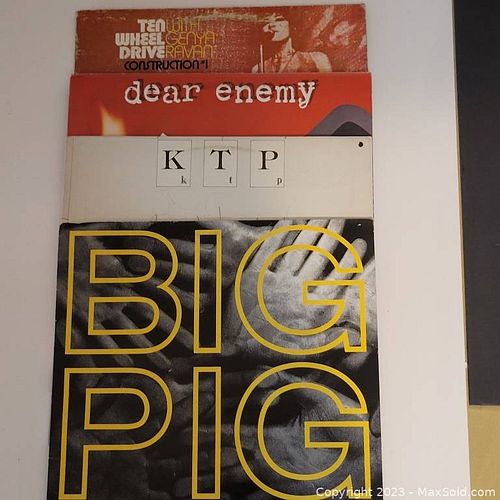 TEN WITH
WHEEL GENYA
DRIVE RAVAN
CONSTRUCTION #1
dear enemy
K T P
k t p
BIG
PIG
Copyright 2023 - MaxSold.com